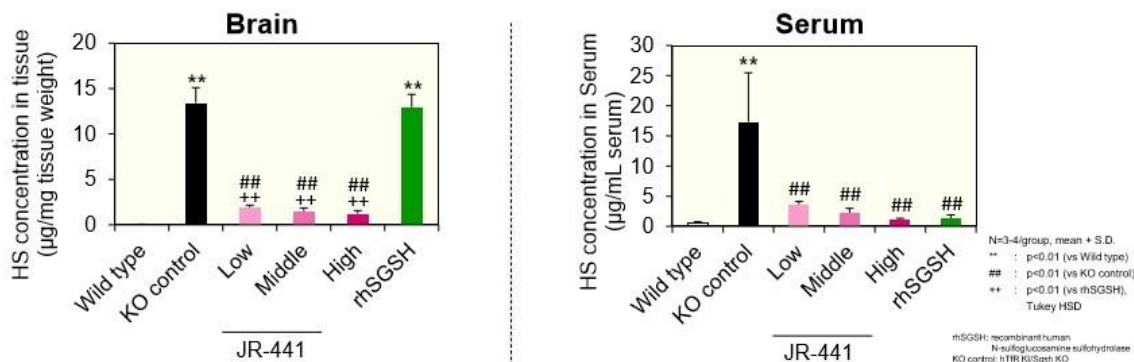 Brain
HS concentration in tissue
(µg/mg tissue weight)
20
15
10
5
0
**
##
++
##
++
##
++
**
Wild type
KO control
Low
Middle
High
rhSGSH
JR-441
Serum
HS concentration in Serum
(µg/mL serum)
30
25
20
15
10
5
0
**
##
##
##
##
Wild type
KO control
Low
Middle
High
rhSGSH
JR-441
N=3-4/group, mean + S.D.
** : p<0.01 (vs Wild type)
## : p<0.01 (vs KO control)
++ : p<0.01 (vs rhSGSH),
Tukey HSD
rhSGSH: recombinant human
N-sulfoglucosamine sulfohydrolase
KO control: hTfR KI/Sgsh KO